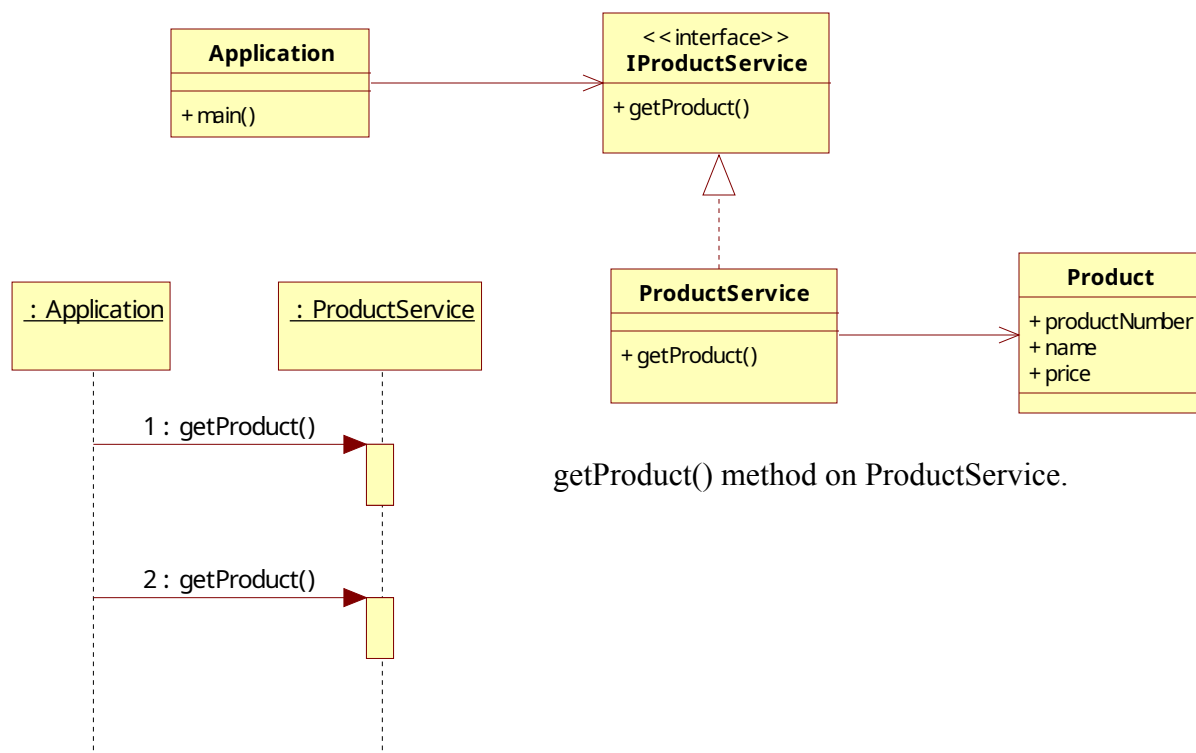 Application
+ main()
<<interface>>
IProductService
+ getProduct()
ProductService
+ getProduct()
Product
+ productNumber
+ name
+ price
: Application
: ProductService
1 : getProduct()
2 : getProduct()
getProduct() method on ProductService.